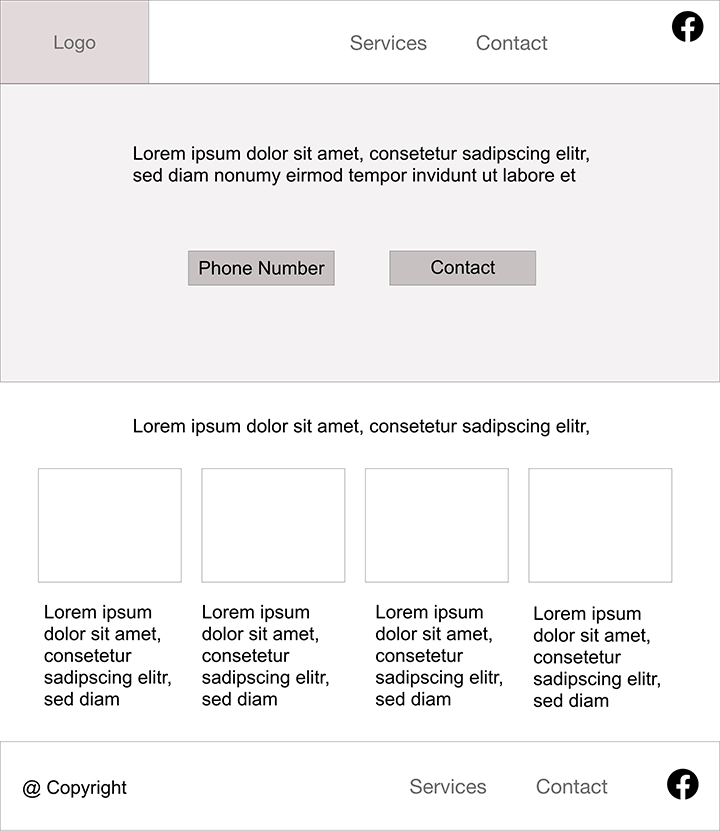 Logo
Services
Contact
Lorem ipsum dolor sit amet, consetetur sadipscing elitr,
sed diam nonumy eirmod tempor invidunt ut labore et
Phone Number
Contact
Lorem ipsum dolor sit amet, consetetur sadipscing elitr,
Lorem ipsum
dolor sit amet,
consetetur
sadipscing elitr,
sed diam
Lorem ipsum
dolor sit amet,
consetetur
sadipscing elitr,
sed diam
Lorem ipsum
dolor sit amet,
consetetur
sadipscing elitr,
sed diam
Lorem ipsum
dolor sit amet,
consetetur
sadipscing elitr,
sed diam
@ Copyright
Services
Contact